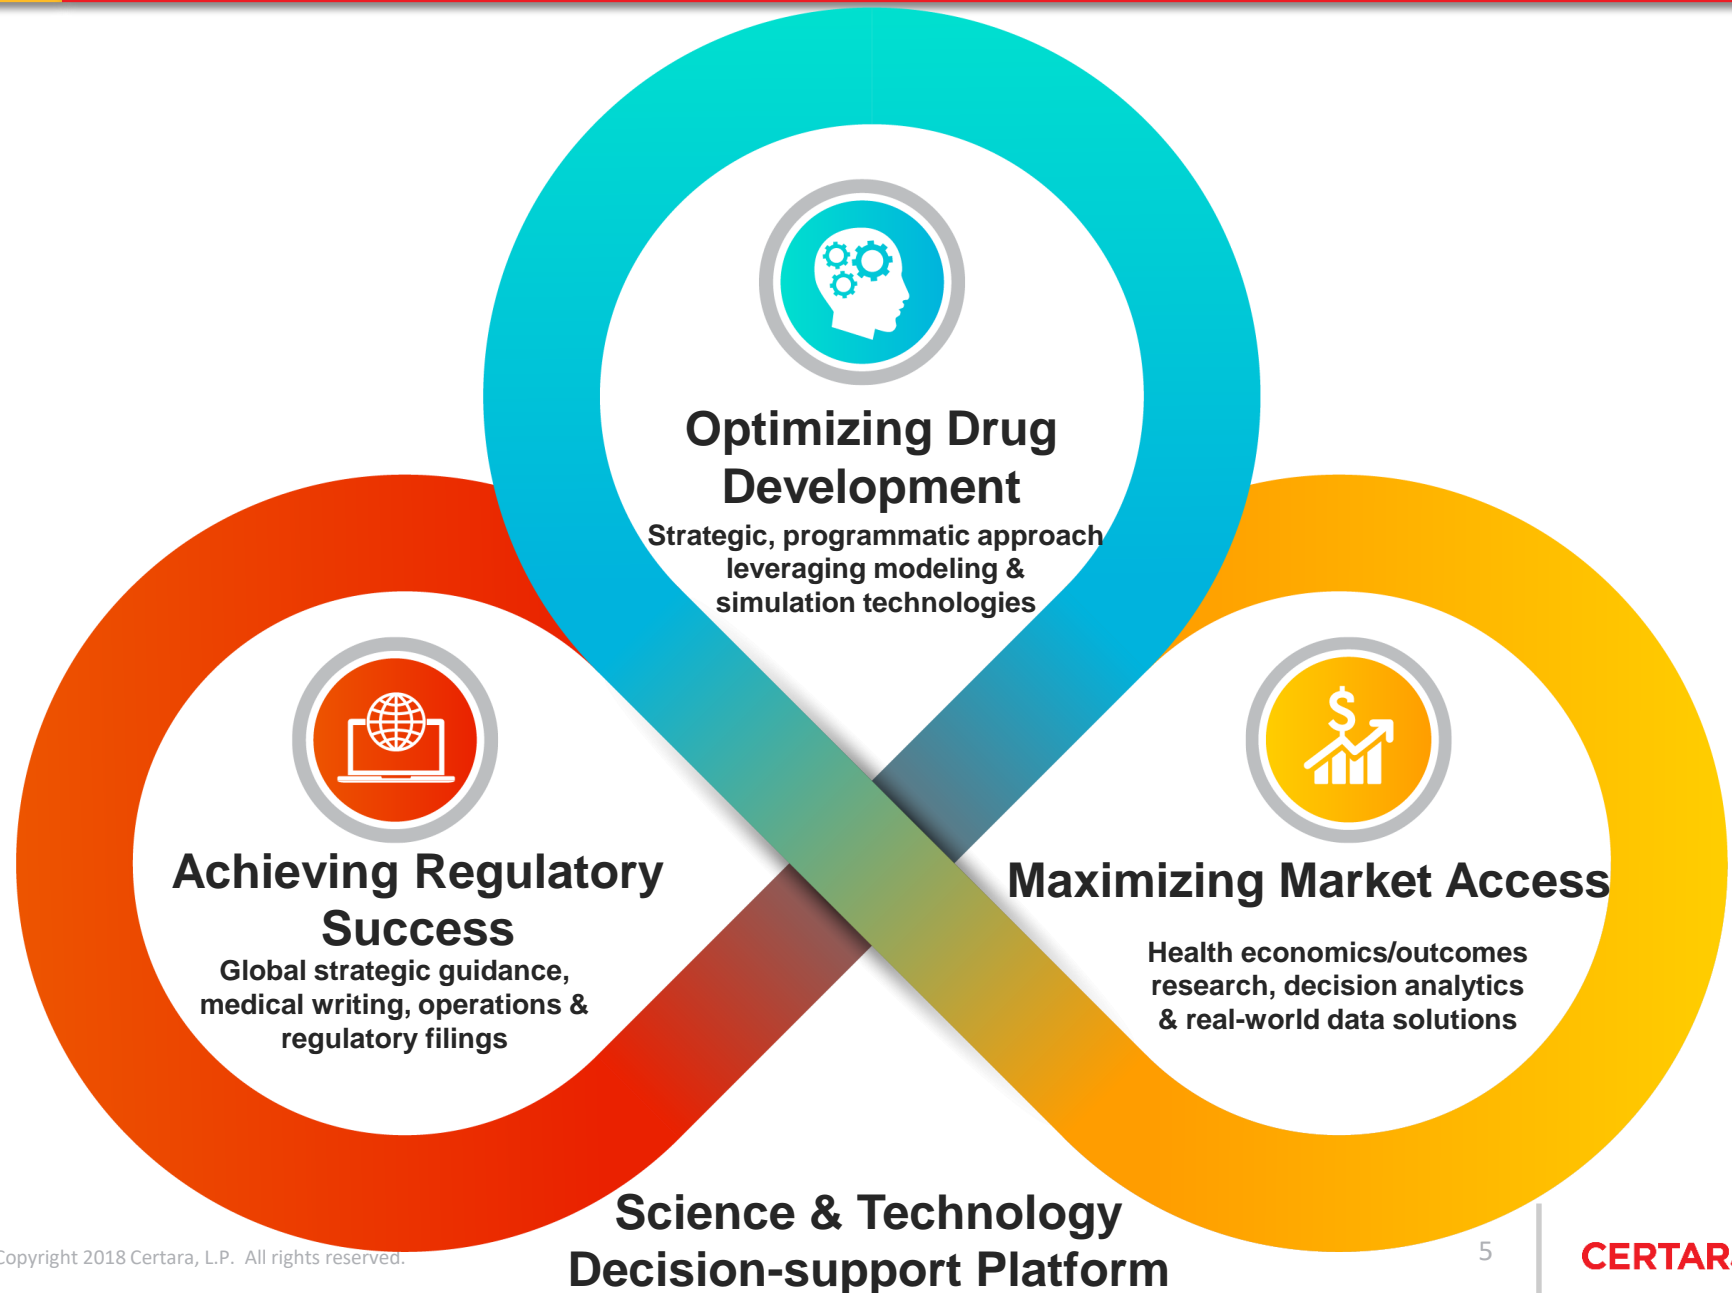 Optimizing Drug
Development
Strategic, programmatic approach
leveraging modeling &
simulation technologies
Achieving Regulatory
Success
Global strategic guidance,
medical writing, operations &
regulatory filings
$
Maximizing Market Access
Health economics/outcomes
research, decision analytics
& real-world data solutions
Science & Technology
Decision-support Platform
Copyright 2018 Certara, L.P. All rights reserved.
5
CERTARA